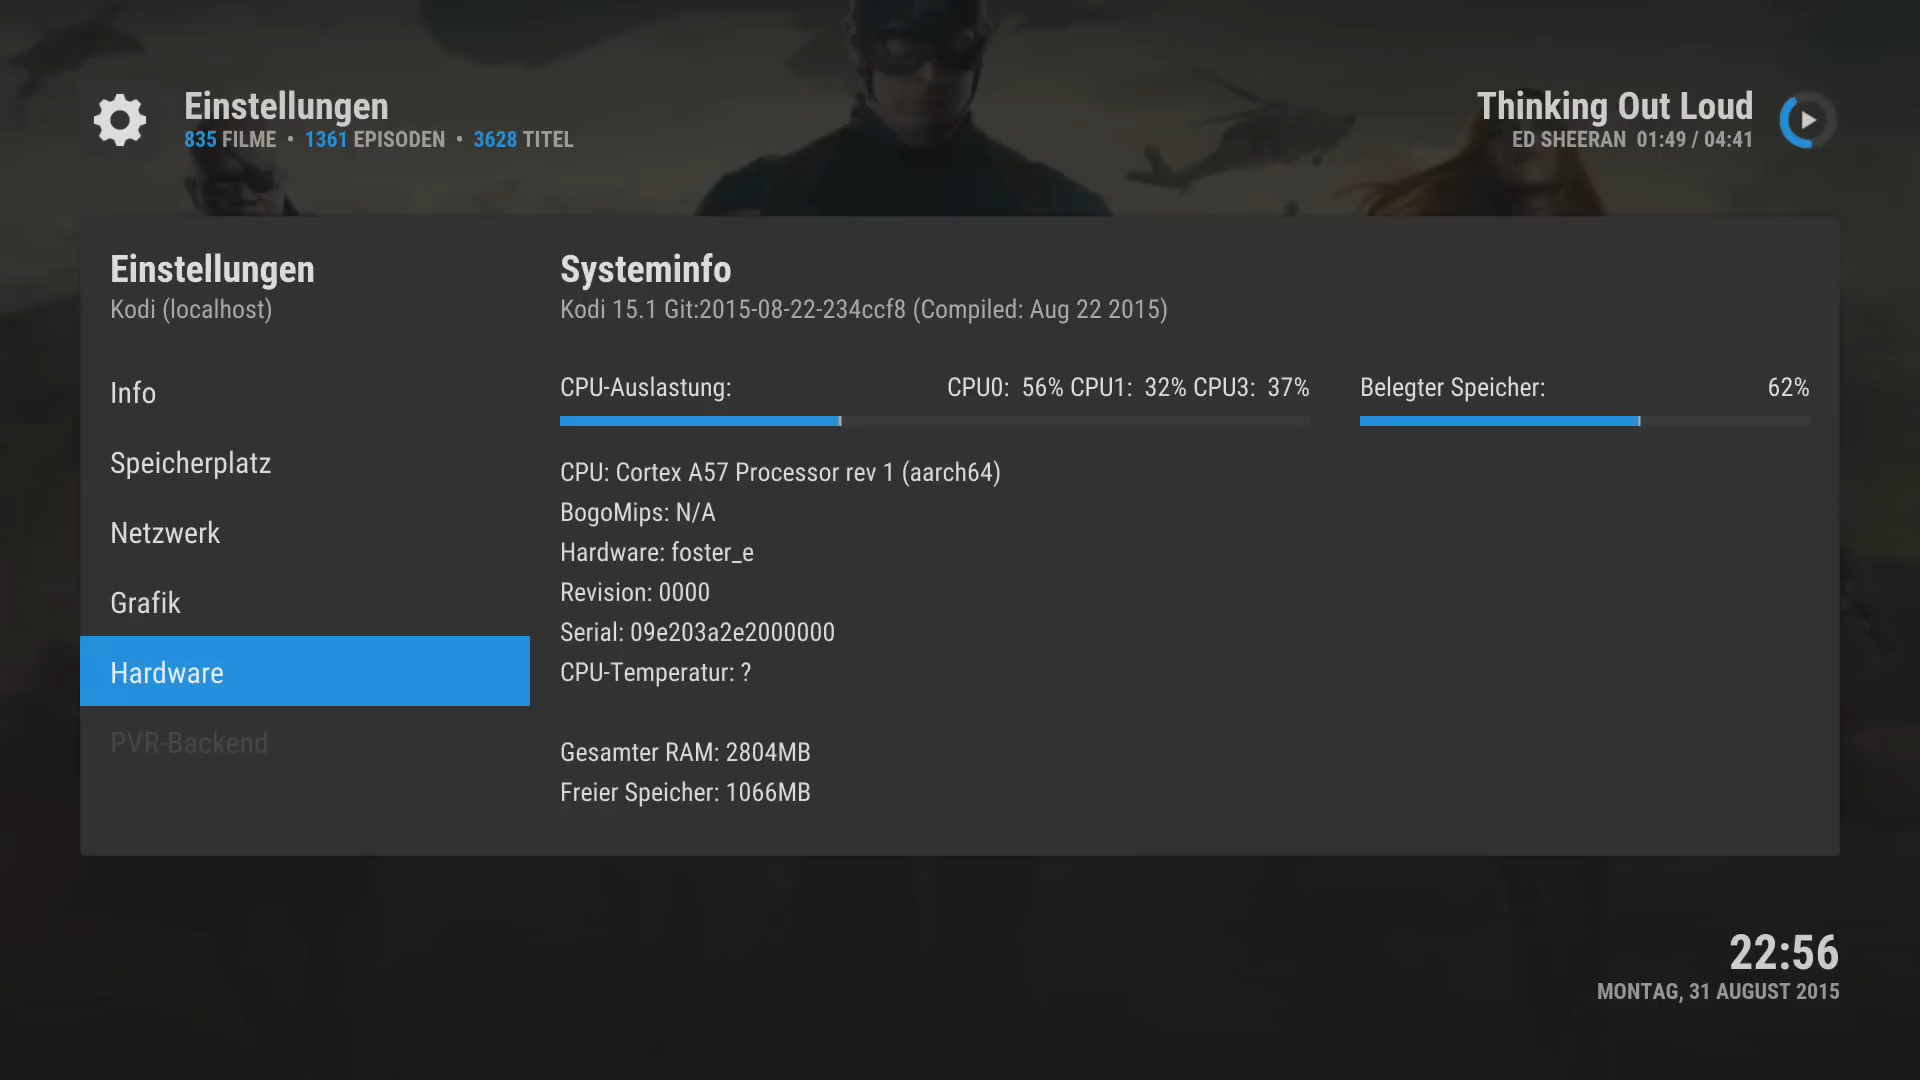 Einstellungen
835 FILME • 1361 EPISODEN • 3628 TITEL
Thinking Out Loud
ED SHEERAN 01:49 / 04:41
Einstellungen
Kodi (localhost)
Info
Speicherplatz
Netzwerk
Grafik
Hardware
PVR-Backend
Systeminfo
Kodi 15.1 Git:2015-08-22-234ccf8 (Compiled: Aug 22 2015)
CPU-Auslastung: CPU0: 56% CPU1: 32% CPU3: 37%
Belegter Speicher: 62%
CPU: Cortex A57 Processor rev 1 (aarch64)
BogoMips: N/A
Hardware: foster_e
Revision: 0000
Serial: 09e203a2e2000000
CPU-Temperatur: ?
Gesamter RAM: 2804MB
Freier Speicher: 1066MB
22:56
MONTAG, 31 AUGUST 2015